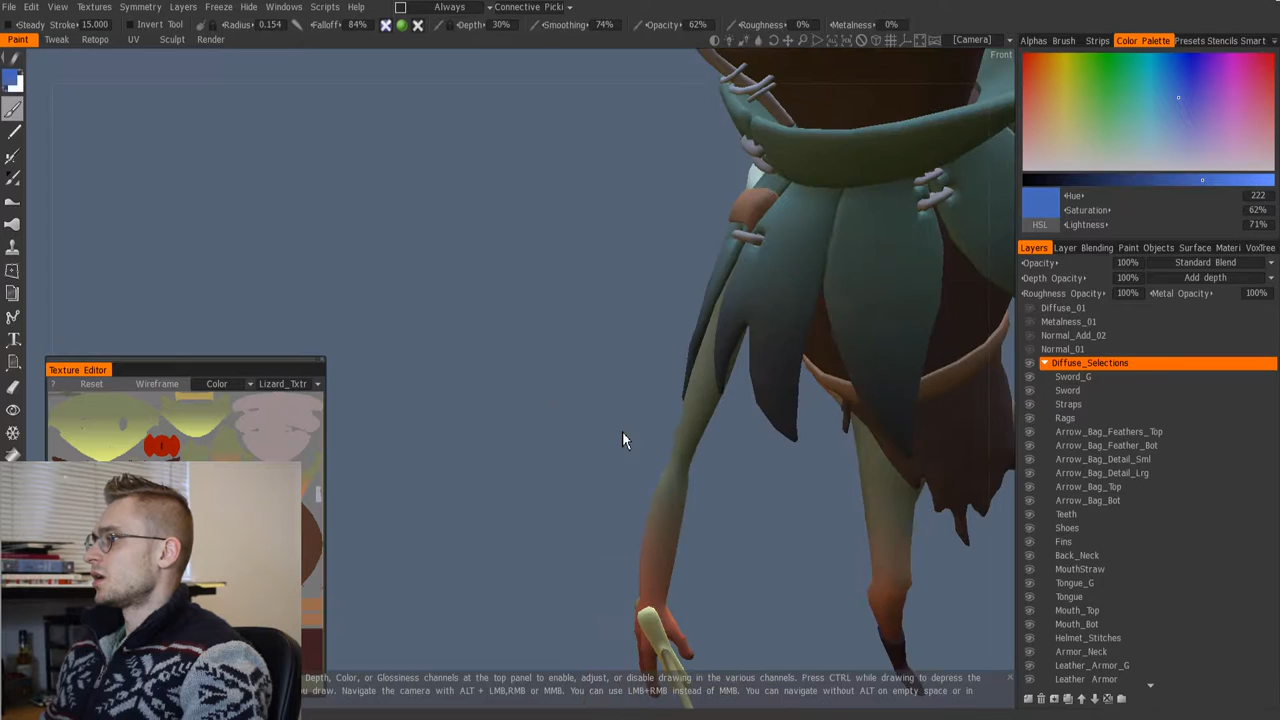 File Edit View Textures Symmetry Layers Freeze Hide Windows Scripts Help Always Connective Picki
Steady Stroke 15.000 Invert Tool Radius 0.154 Falloff 84% Depth 30% Smoothing 74% Opacity 62% Roughness 0% Metalness 0%
Paint Tweak Retopo UV Sculpt Render [Camera] Alphas Brush Strips Color Palette Presets Stencils Smart
Front
Hue 222
Saturation 62%
HSL Lightness 71%
Layers Layer Blending Paint Objects Surface Materi VoxTree
Opacity 100% Standard Blend
Depth Opacity 100% Add depth
Roughness Opacity 100% Metal Opacity 100%
Diffuse_01
Metalness_01
Normal_Add_02
Normal_01
Diffuse_Selections
Sword_G
Sword
Straps
Rags
Arrow_Bag_Feathers_Top
Arrow_Bag_Feather_Bot
Arrow_Bag_Detail_Sml
Arrow_Bag_Detail_Lrg
Arrow_Bag_Top
Arrow_Bag_Bot
Teeth
Shoes
Fins
Back_Neck
MouthStraw
Tongue_G
Tongue
Mouth_Top
Mouth_Bot
Helmet_Stitches
Armor_Neck
Leather_Armor_G
Leather Armor
Texture Editor
? Reset Wireframe Color Lizard_Txtr
Depth, Color, or Glossiness channels at the top panel to enable, adjust, or disable drawing in the various channels. Press CTRL while drawing to depress the
u draw. Navigate the camera with ALT + LMB,RMB or MMB. You can use LMB+RMB instead of MMB. You can navigate without ALT on empty space or in